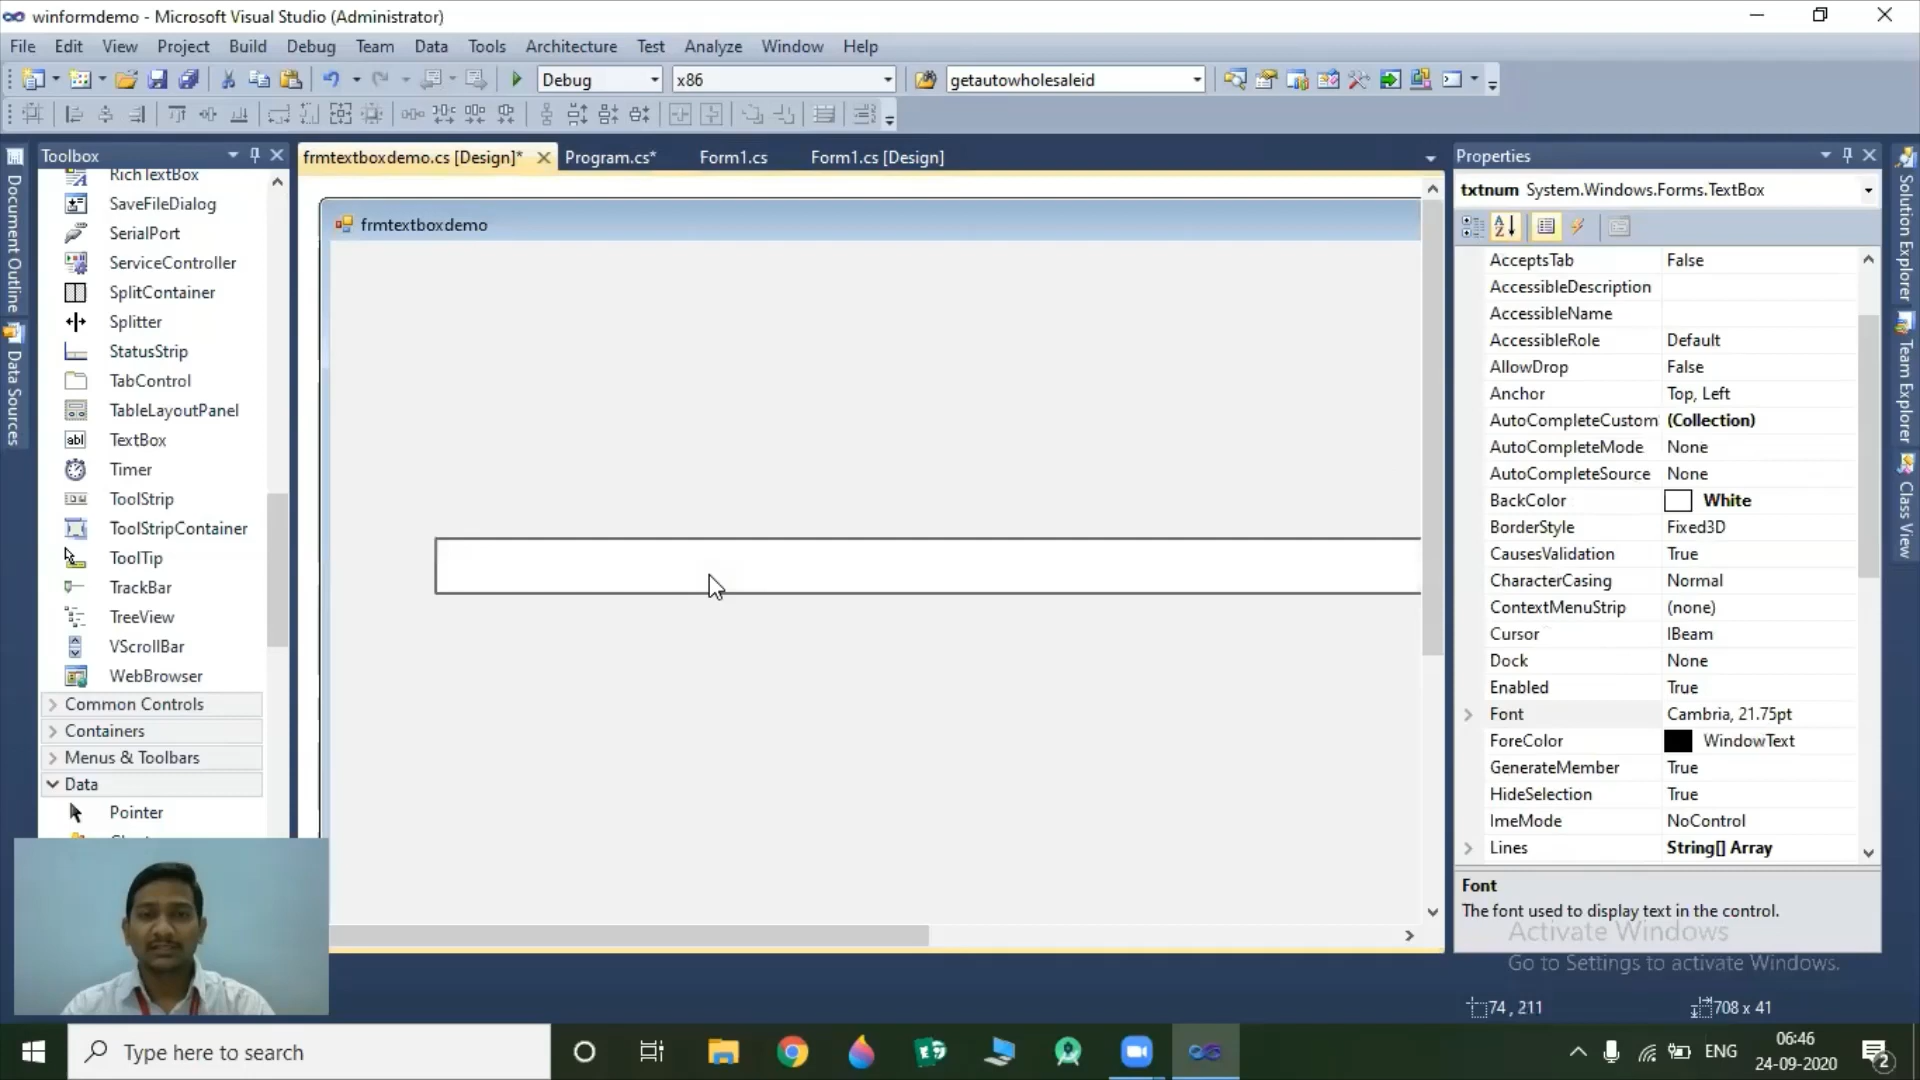 winformdemo - Microsoft Visual Studio (Administrator)
File Edit View Project Build Debug Team Data Tools Architecture Test Analyze Window Help
Debug x86 getautowholesaleid
Document Outline
Data Sources
Toolbox
RichTextBox
SaveFileDialog
SerialPort
ServiceController
SplitContainer
Splitter
StatusStrip
TabControl
TableLayoutPanel
TextBox
Timer
ToolStrip
ToolStripContainer
ToolTip
TrackBar
TreeView
VScrollBar
WebBrowser
Common Controls
Containers
Menus & Toolbars
Data
Pointer
frmtextboxdemo.cs [Design]* Program.cs* Form1.cs Form1.cs [Design]
frmtextboxdemo
Properties
txtnum System.Windows.Forms.TextBox
AcceptsTab False
AccessibleDescription
AccessibleName
AccessibleRole Default
AllowDrop False
Anchor Top, Left
AutoCompleteCustom (Collection)
AutoCompleteMode None
AutoCompleteSource None
BackColor White
BorderStyle Fixed3D
CausesValidation True
CharacterCasing Normal
ContextMenuStrip (none)
Cursor IBeam
Dock None
Enabled True
Font Cambria, 21.75pt
ForeColor WindowText
GenerateMember True
HideSelection True
ImeMode NoControl
Lines String[] Array
Font
The font used to display text in the control.
Activate Windows
Go to Settings to activate Windows.
Solution Explorer
Team Explorer
Class View
74 , 211 708 x 41
Type here to search
ENG
06:46
24-09-2020
2